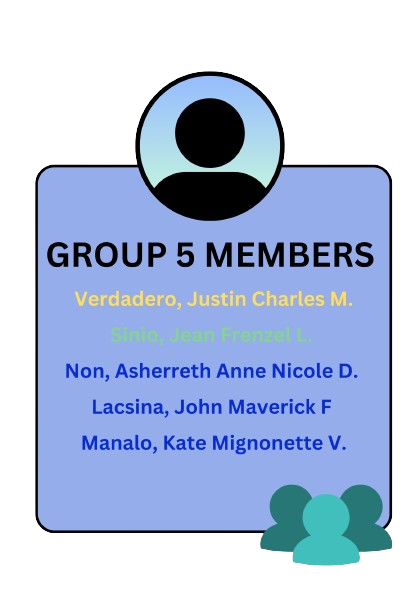 GROUP 5 MEMBERS
Verdadero, Justin Charles M.
Sinio, Jean Frenzel L.
Non, Asherreth Anne Nicole D.
Lacsina, John Maverick F
Manalo, Kate Mignonette V.